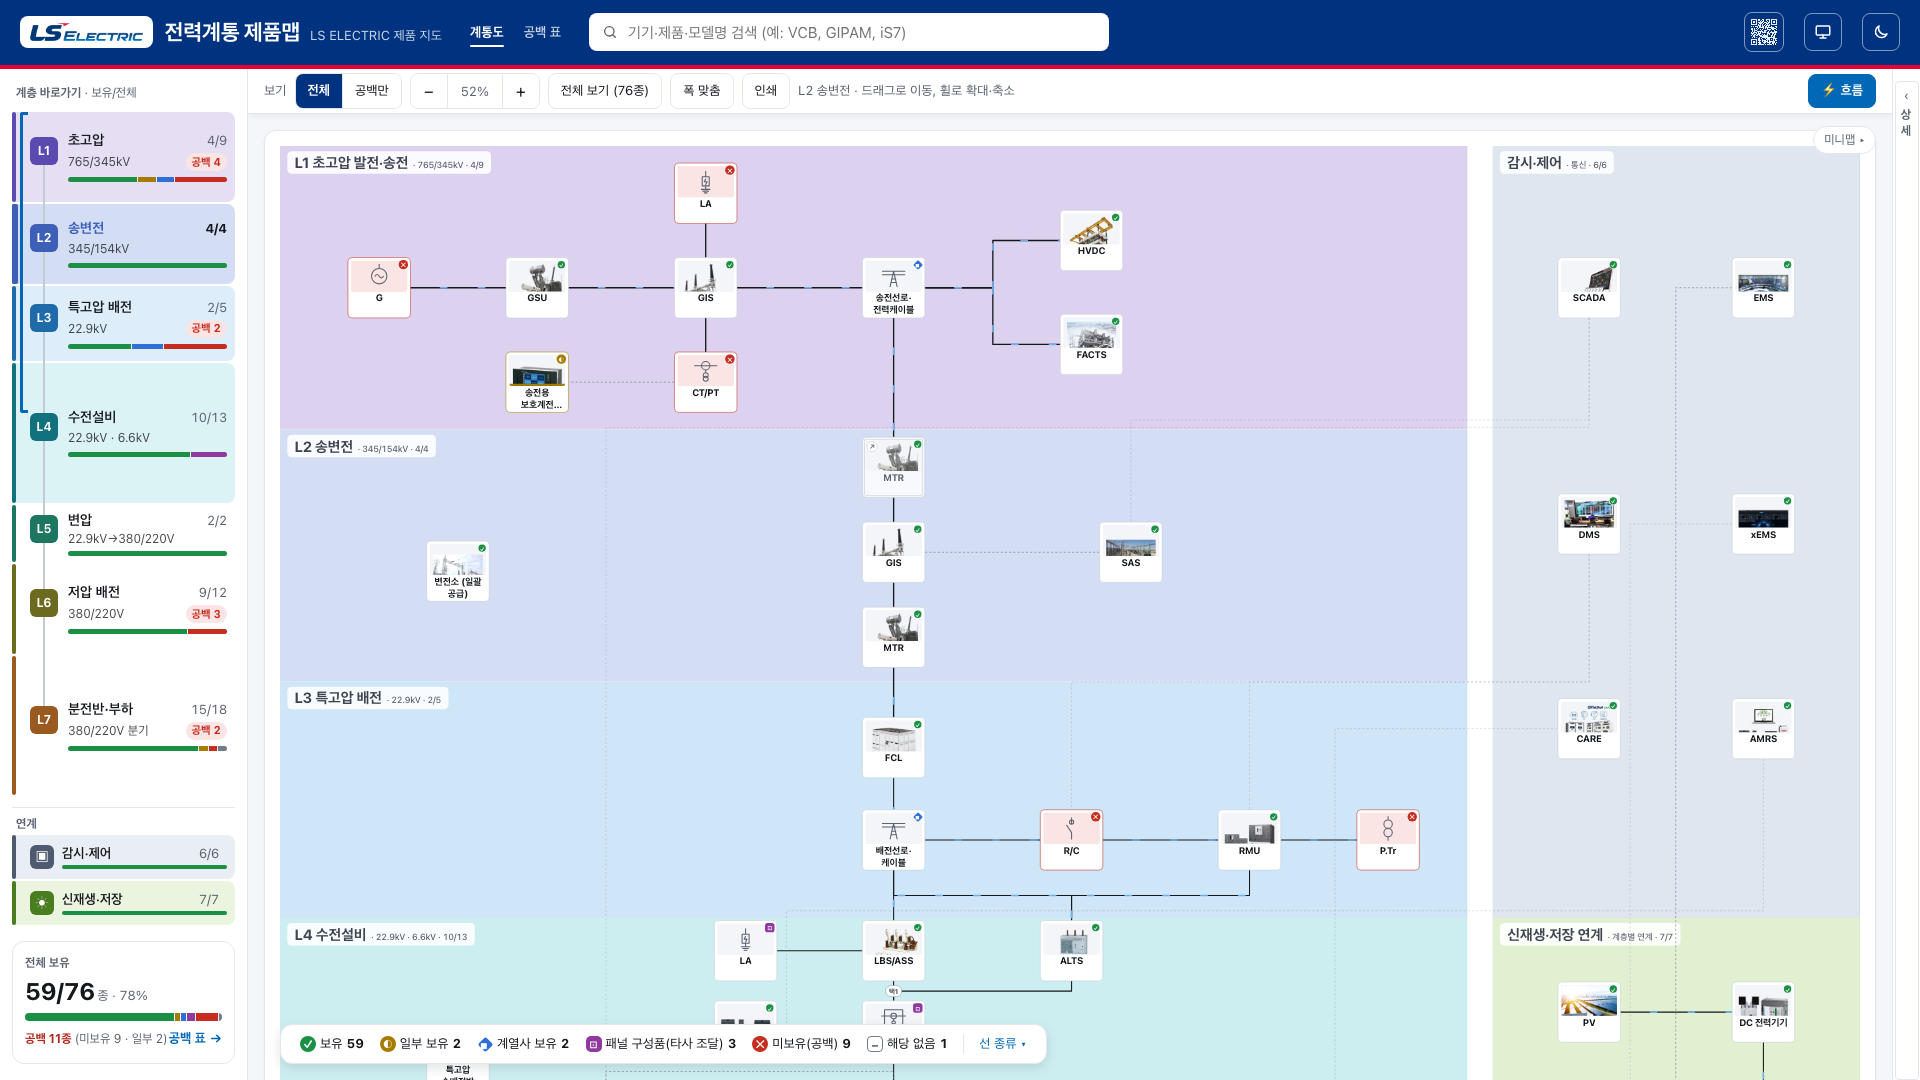 LS ELECTRIC
전력계통 제품맵
LS ELECTRIC 제품 지도
계통도
공백 표
기기·제품·모델명 검색 (예: VCB, GIPAM, iS7)
계층 바로가기 · 보유/전체
L1
초고압
4/9
765/345kV
공백 4
L2
송변전
4/4
345/154kV
L3
특고압 배전
2/5
22.9kV
공백 2
L4
수전설비
10/13
22.9kV · 6.6kV
L5
변압
2/2
22.9kV→380/220V
L6
저압 배전
9/12
380/220V
공백 3
L7
분전반·부하
15/18
380/220V 분기
공백 2
연계
감시·제어
6/6
신재생·저장
7/7
전체 보유
59/76종 · 78%
공백 11종 (미보유 9 · 일부 2)
공백 표 →
보기
전체
공백만
−
52%
+
전체 보기 (76종)
폭 맞춤
인쇄
L2 송변전 · 드래그로 이동, 휠로 확대·축소
⚡ 흐름
‹
상세
미니맵 ▸
L1 초고압 발전·송전 · 765/345kV · 4/9
LA
G
GSU
GIS
송전선로·
전력케이블
HVDC
FACTS
송전용
보호계전…
CT/PT
L2 송변전 · 345/154kV · 4/4
MTR
GIS
SAS
변전소 (일괄
공급)
MTR
L3 특고압 배전 · 22.9kV · 2/5
FCL
배전선로·
케이블
R/C
RMU
P.Tr
L4 수전설비 · 22.9kV · 6.6kV · 10/13
LA
LBS/ASS
ALTS
택1
특고압
감시·제어 · 통신 · 6/6
SCADA
EMS
DMS
xEMS
CARE
AMRS
신재생·저장 연계 · 계층별 연계 · 7/7
PV
DC 전력기기
보유 59
일부 보유 2
계열사 보유 2
패널 구성품(타사 조달) 3
미보유(공백) 9
해당 없음 1
선 종류 ▾